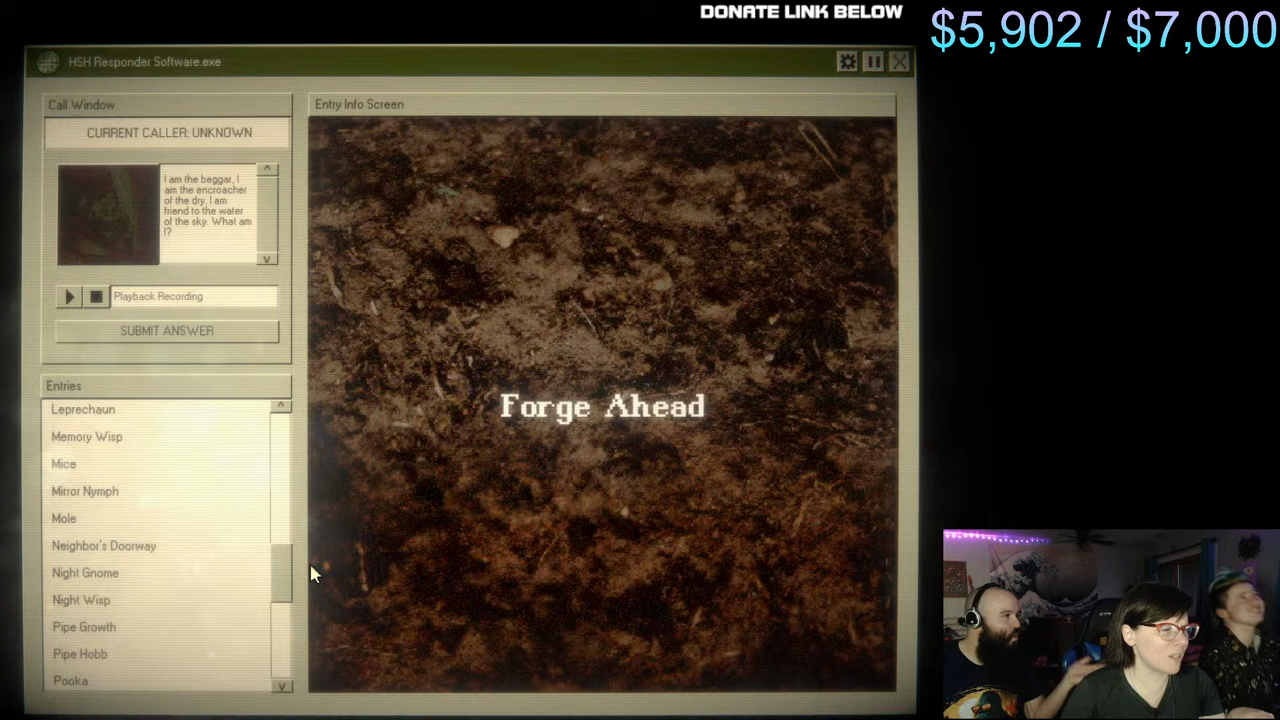 DONATE LINK BELOW
$5,902 / $7,000
HSH Responder Software.exe
Call Window
CURRENT CALLER: UNKNOWN
I am the beggar, I
am the encroacher
of the dry. I am
friend to the water
of the sky. What am
I?
Playback Recording
SUBMIT ANSWER
Entries
Leprechaun
Memory Wisp
Mice
Mirror Nymph
Mole
Neighbor's Doorway
Night Gnome
Night Wisp
Pipe Growth
Pipe Hobb
Pooka
Entry Info Screen
Forge Ahead